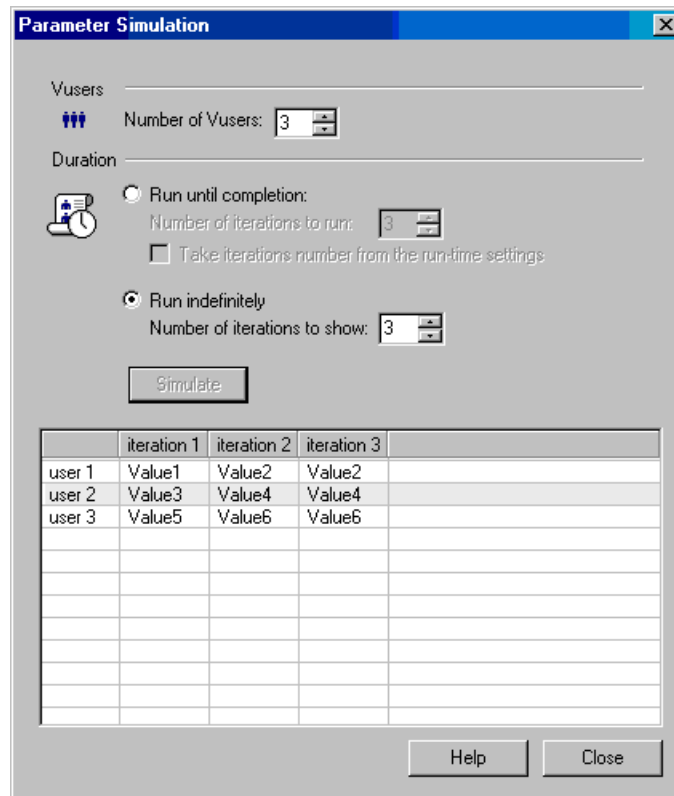 Parameter Simulation
Vusers
Number of Vusers: 3
Duration
Run until completion:
Number of iterations to run: 3
Take iterations number from the run-time settings
Run indefinitely
Number of iterations to show: 3
Simulate
iteration 1 iteration 2 iteration 3
user 1 Value1 Value2 Value2
user 2 Value3 Value4 Value4
user 3 Value5 Value6 Value6
Help Close